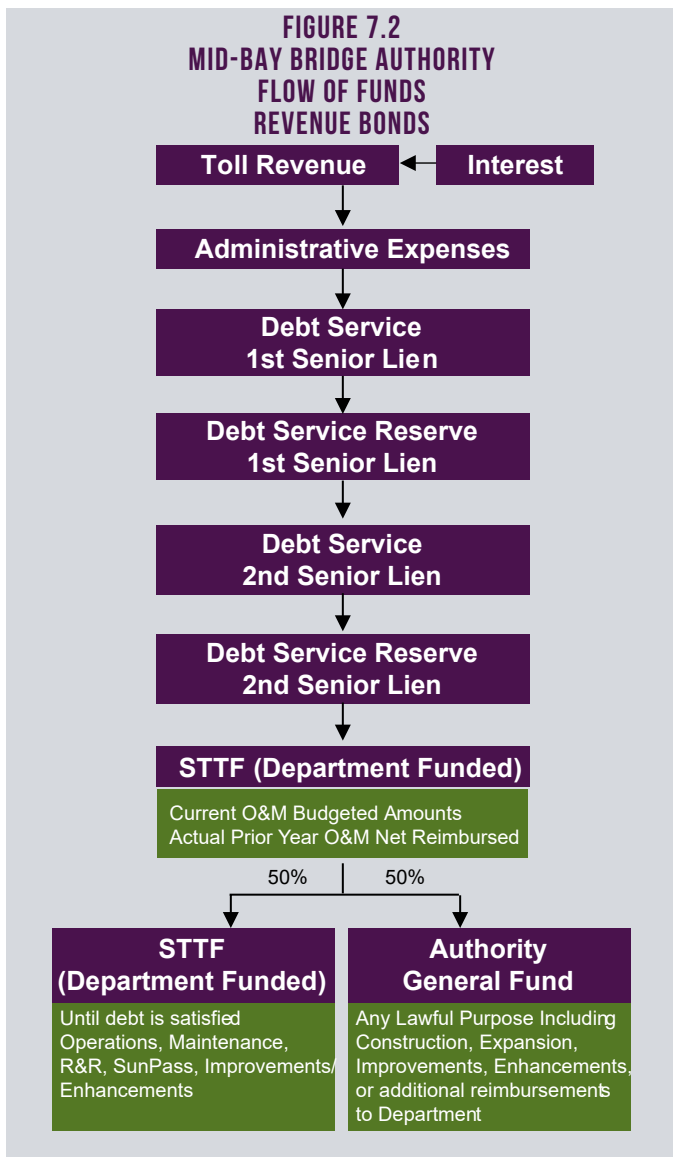 FIGURE 7.2
MID-BAY BRIDGE AUTHORITY
FLOW OF FUNDS
REVENUE BONDS
Toll Revenue
Interest
Administrative Expenses
Debt Service
1st Senior Lien
Debt Service Reserve
1st Senior Lien
Debt Service
2nd Senior Lien
Debt Service Reserve
2nd Senior Lien
STTF (Department Funded)
Current O&M Budgeted Amounts
Actual Prior Year O&M Net Reimbursed
50%
50%
STTF
(Department Funded)
Until debt is satisfied
Operations, Maintenance,
R&R, SunPass, Improvements/
Enhancements
Authority
General Fund
Any Lawful Purpose Including
Construction, Expansion,
Improvements, Enhancements,
or additional reimbursements
to Department